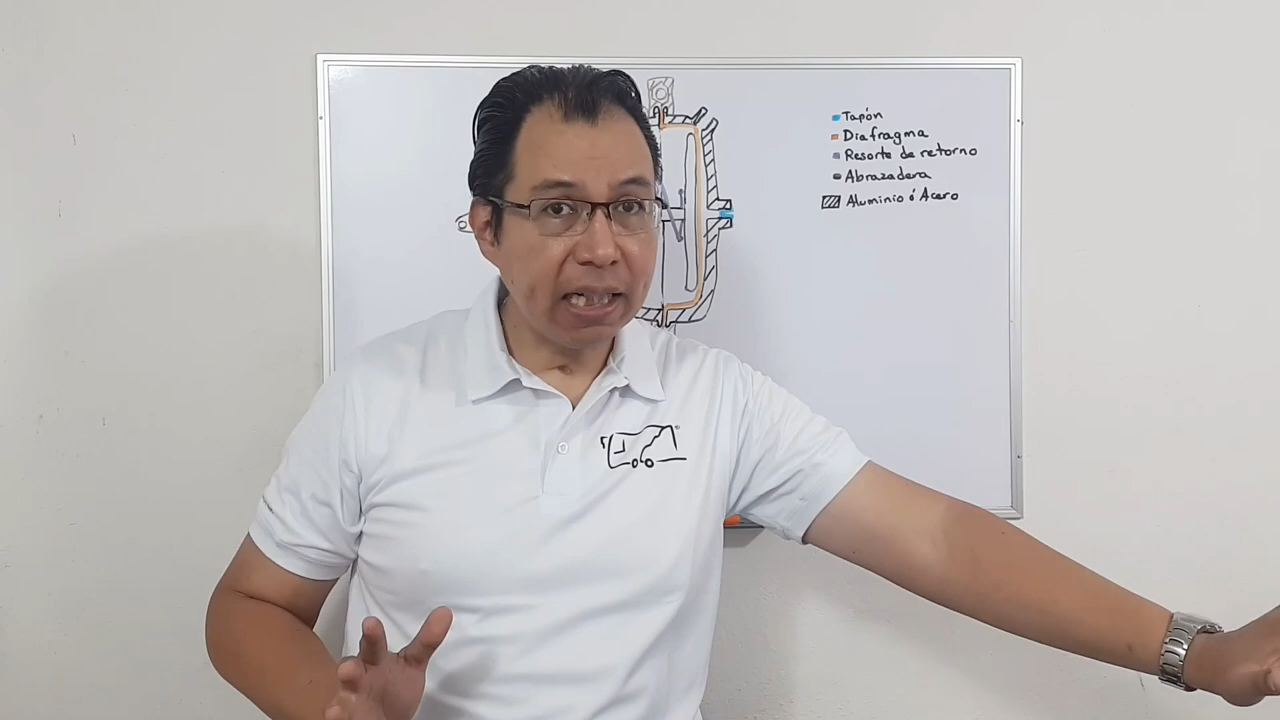 Tapón
Diafragma
Resorte de retorno
Abrazadera
Aluminio ó Acero